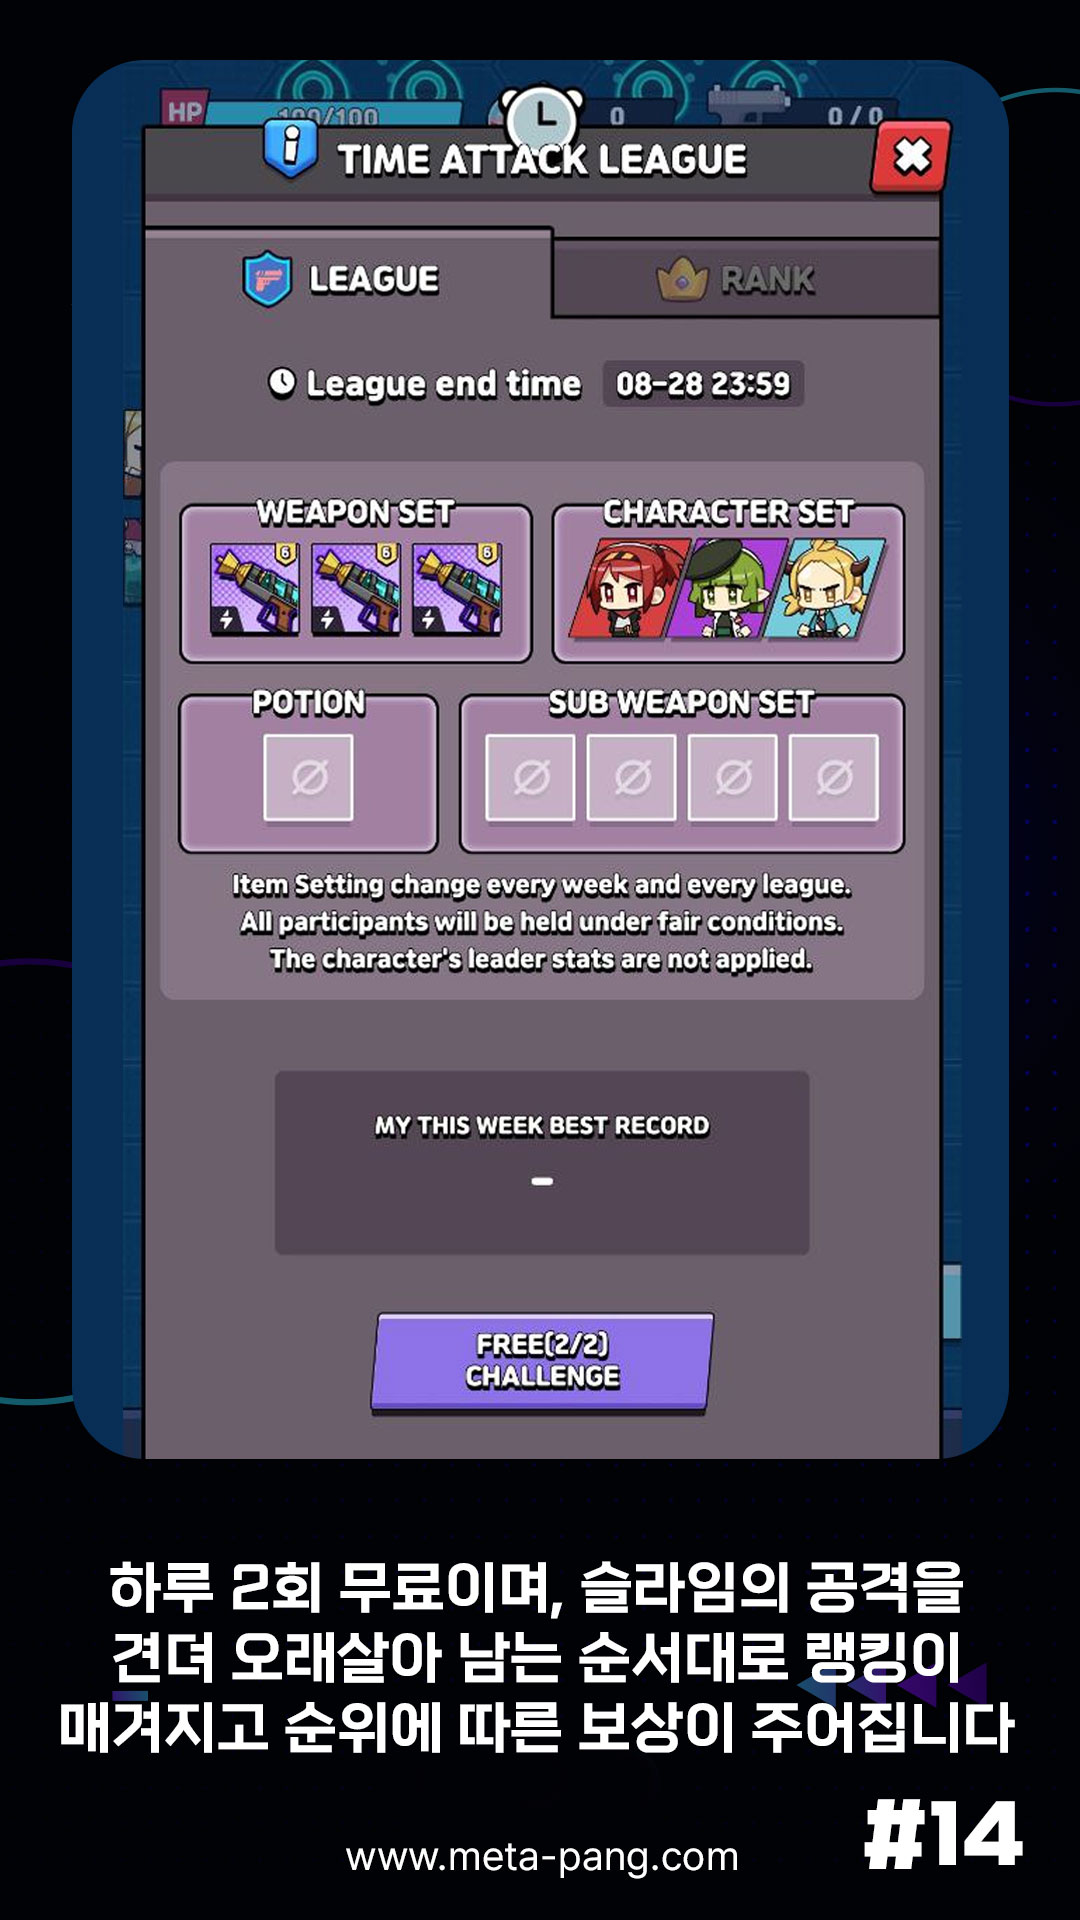 HP 100/100 0 0 / 0
TIME ATTACK LEAGUE
LEAGUE
RANK
League end time 08-28 23:59
WEAPON SET
CHARACTER SET
6 6 6
POTION
SUB WEAPON SET
Item Setting change every week and every league.
All participants will be held under fair conditions.
The character's leader stats are not applied.
MY THIS WEEK BEST RECORD
-
FREE(2/2)
CHALLENGE
하루 2회 무료이며, 슬라임의 공격을
견뎌 오래살아 남는 순서대로 랭킹이
매겨지고 순위에 따른 보상이 주어집니다
#14
www.meta-pang.com